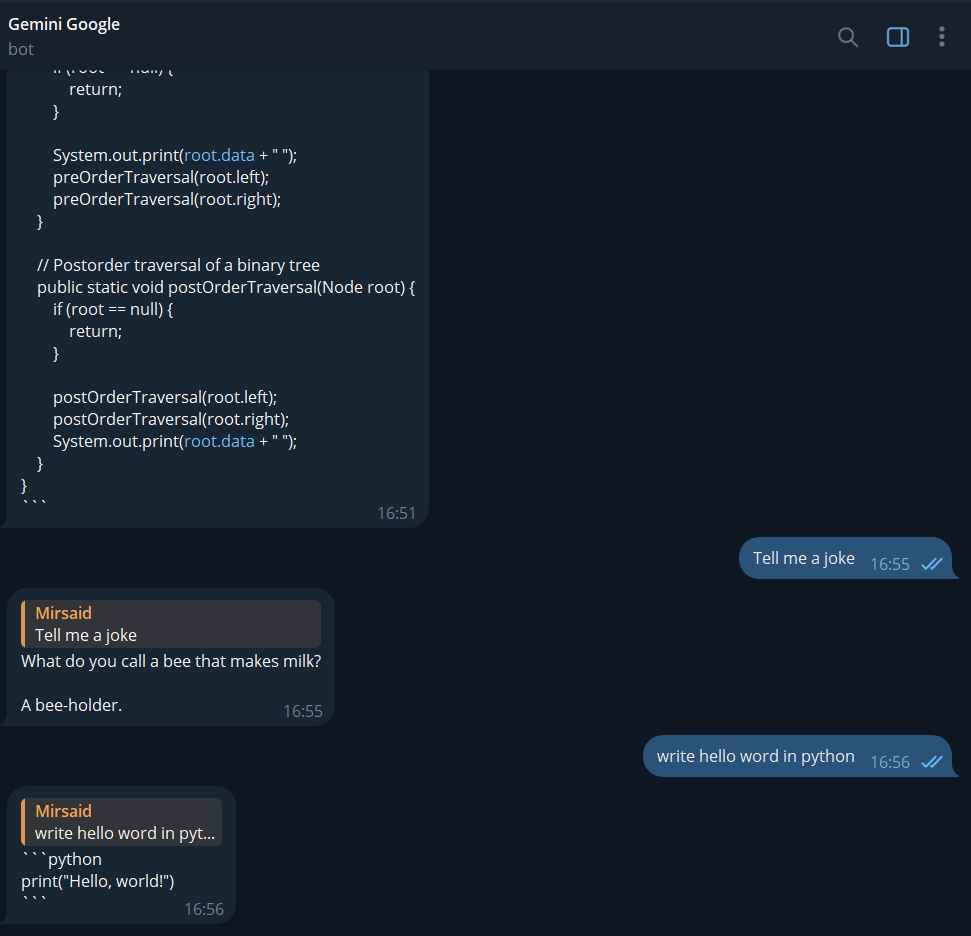 Gemini Google
bot
return;
}
System.out.print(root.data + " ");
preOrderTraversal(root.left);
preOrderTraversal(root.right);
}
// Postorder traversal of a binary tree
public static void postOrderTraversal(Node root) {
if (root == null) {
return;
}
postOrderTraversal(root.left);
postOrderTraversal(root.right);
System.out.print(root.data + " ");
}
}
```
16:51
Tell me a joke
16:55
Mirsaid
Tell me a joke
What do you call a bee that makes milk?
A bee-holder.
16:55
write hello word in python
16:56
Mirsaid
write hello word in pyt...
```python
print("Hello, world!")
```
16:56